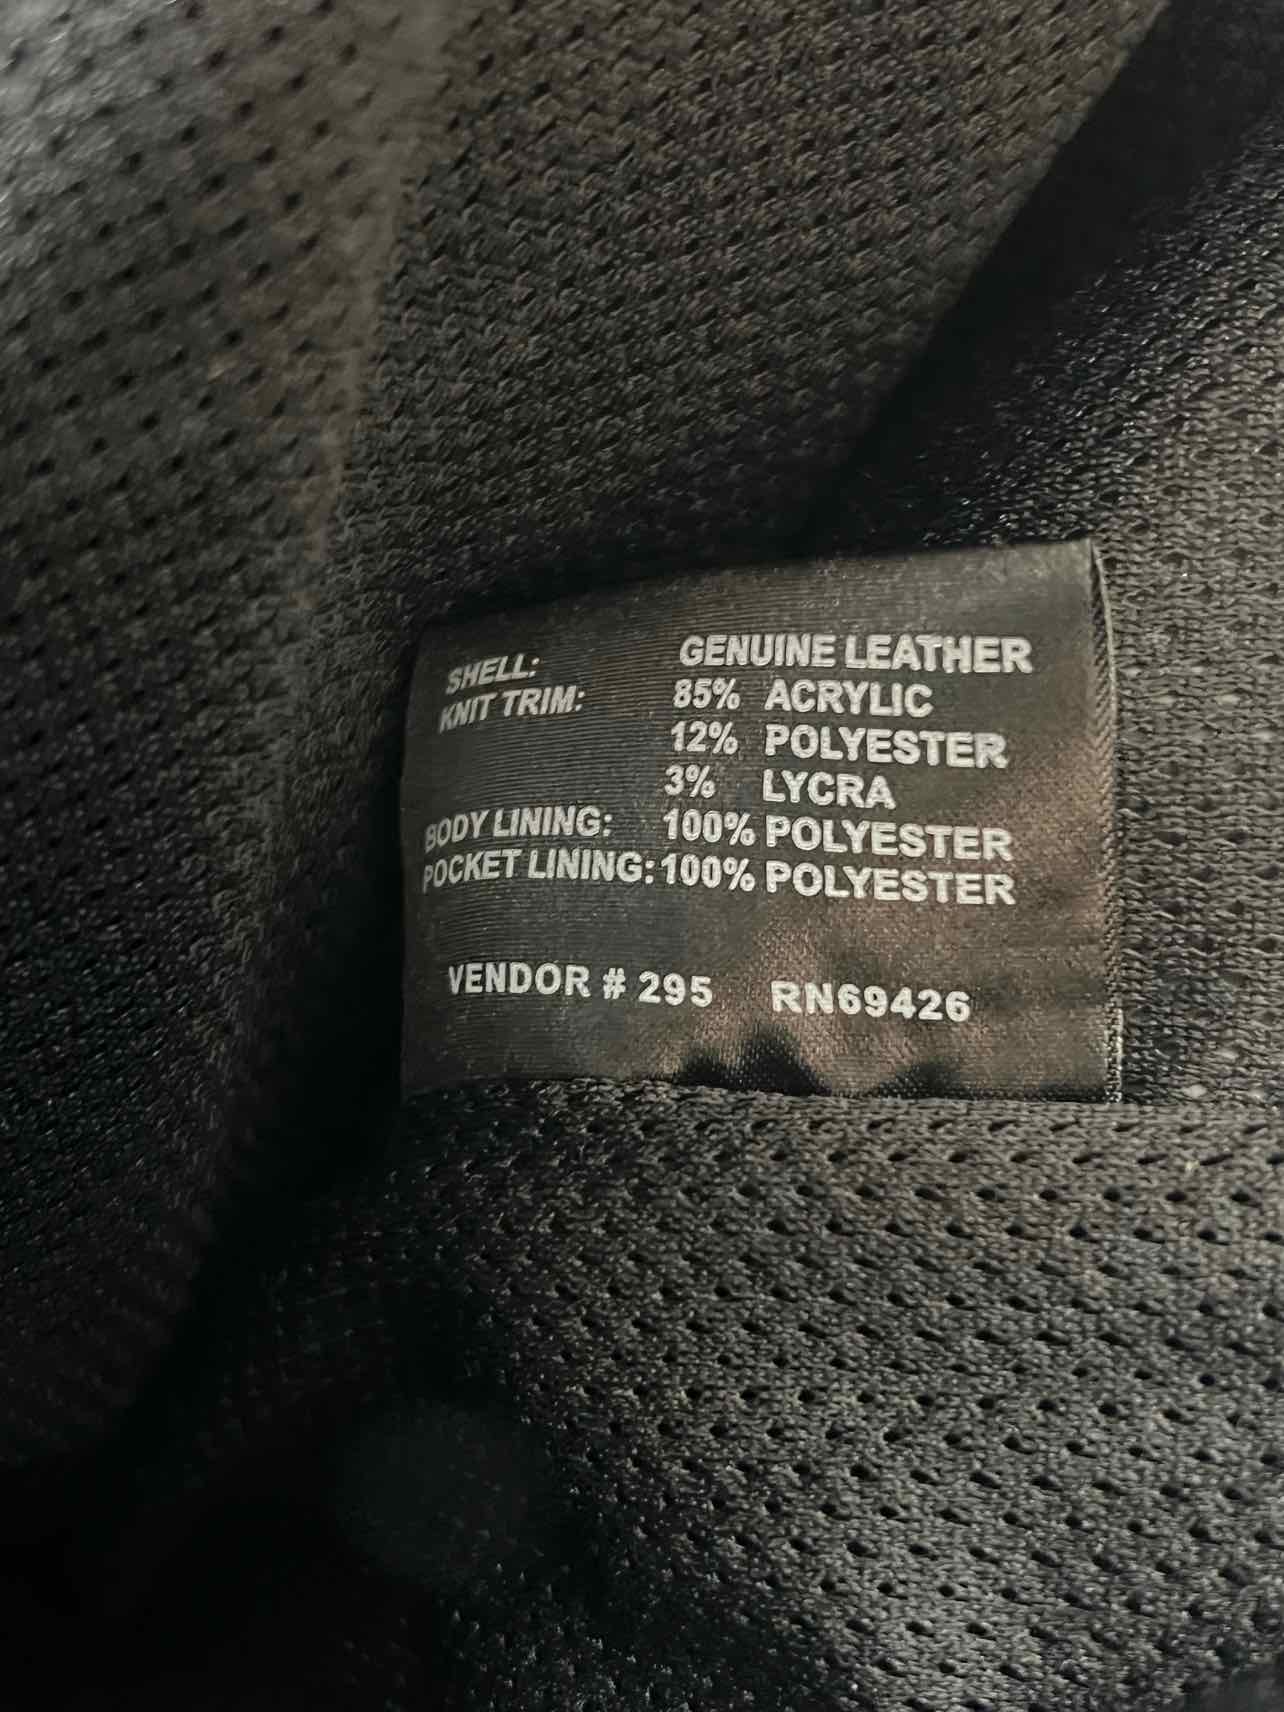 SHELL: GENUINE LEATHER
KNIT TRIM: 85% ACRYLIC
12% POLYESTER
3% LYCRA
BODY LINING: 100% POLYESTER
POCKET LINING: 100% POLYESTER
VENDOR # 295 RN69426